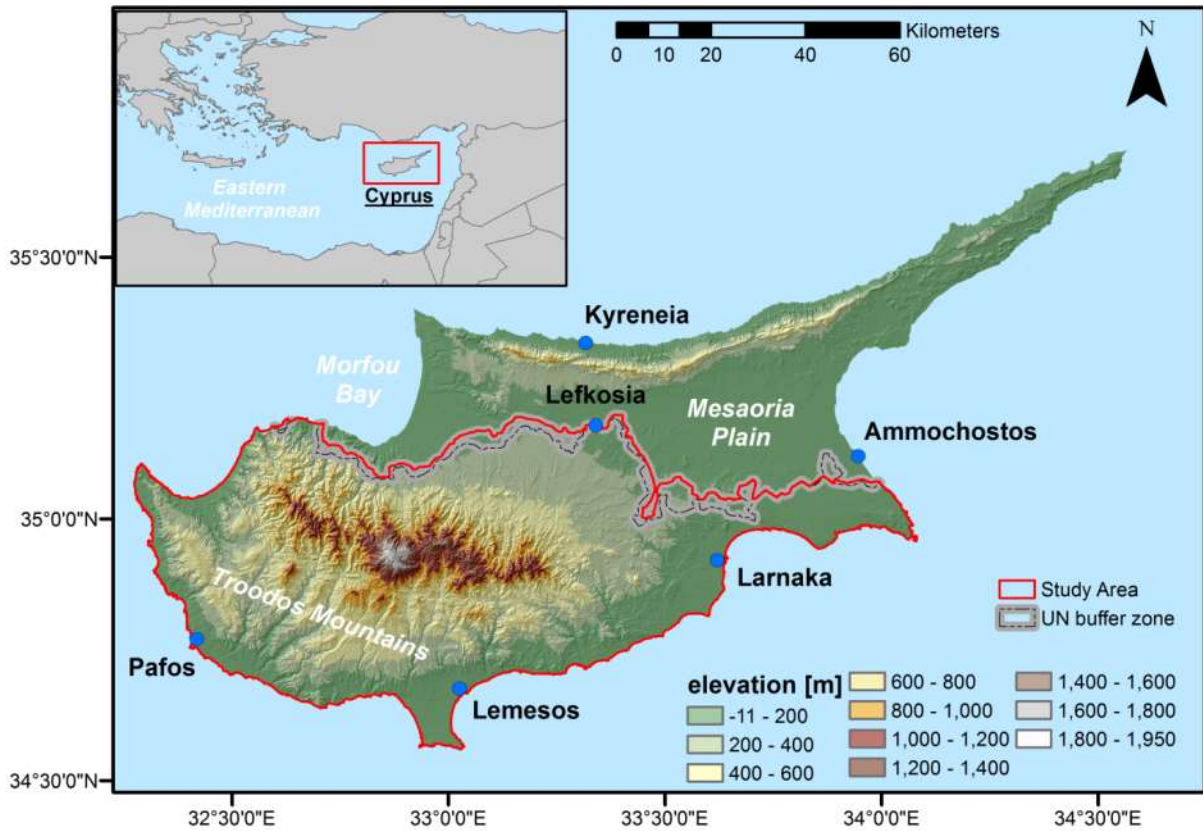 Kilometers
0 10 20 40 60
N
Eastern
Mediterranean
Cyprus
35°30'0"N
Kyreneia
Morfou
Bay
Lefkosia
Mesaoria
Plain
Ammochostos
35°0'0"N
Larnaka
Troodos Mountains
Pafos
Lemesos
Study Area
UN buffer zone
elevation [m]
-11 - 200
200 - 400
400 - 600
600 - 800
800 - 1,000
1,000 - 1,200
1,200 - 1,400
1,400 - 1,600
1,600 - 1,800
1,800 - 1,950
34°30'0"N
32°30'0"E 33°0'0"E 33°30'0"E 34°0'0"E 34°30'0"E